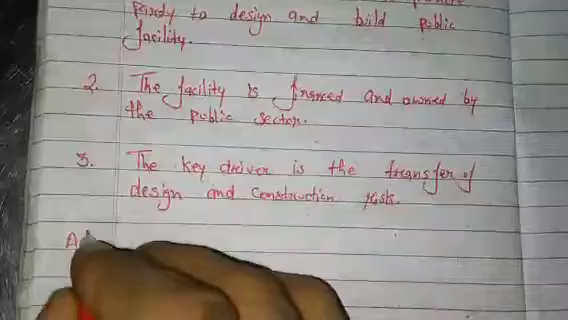 party to design and build public
facility.
2. The facility is financed and owned by
the public sector.
3. The key driver is the transfer of
design and construction risk.
A